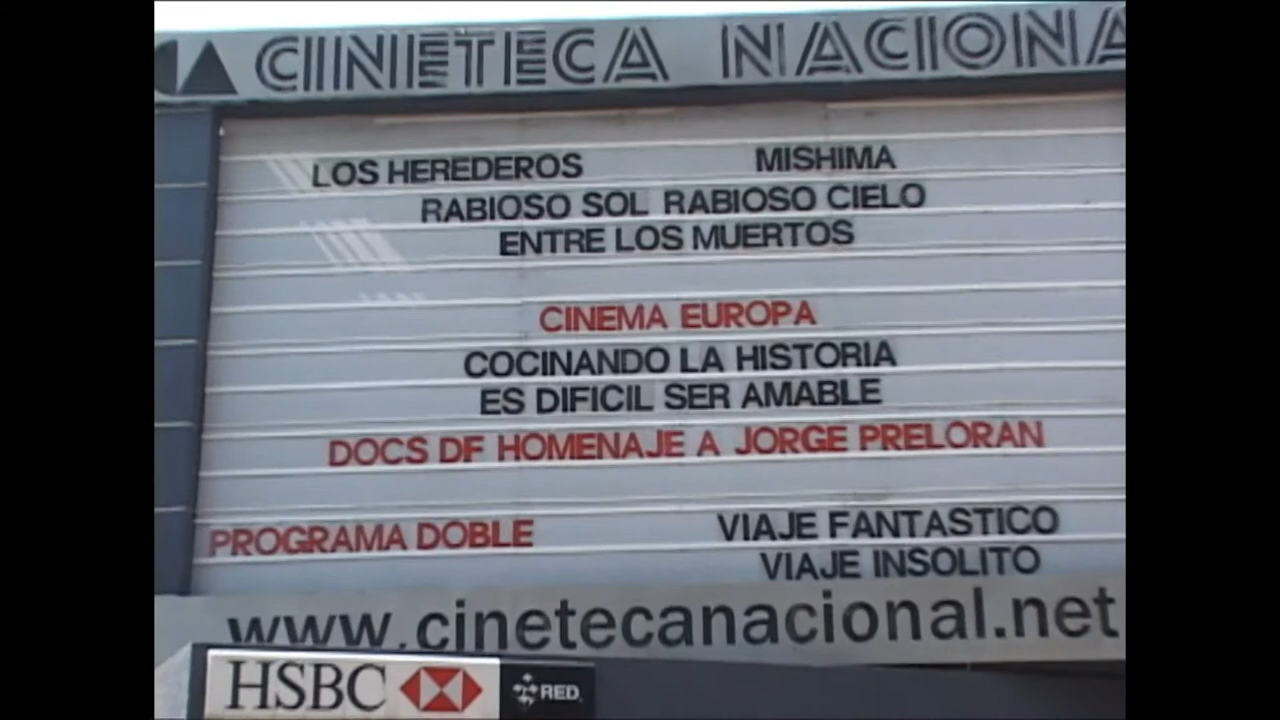 CINETECA NACIONA
LOS HEREDEROS MISHIMA
RABIOSO SOL RABIOSO CIELO
ENTRE LOS MUERTOS
CINEMA EUROPA
COCINANDO LA HISTORIA
ES DIFICIL SER AMABLE
DOCS DF HOMENAJE A JORGE PRELORAN
PROGRAMA DOBLE VIAJE FANTASTICO
VIAJE INSOLITO
www.cinetecanacional.net
HSBC RED